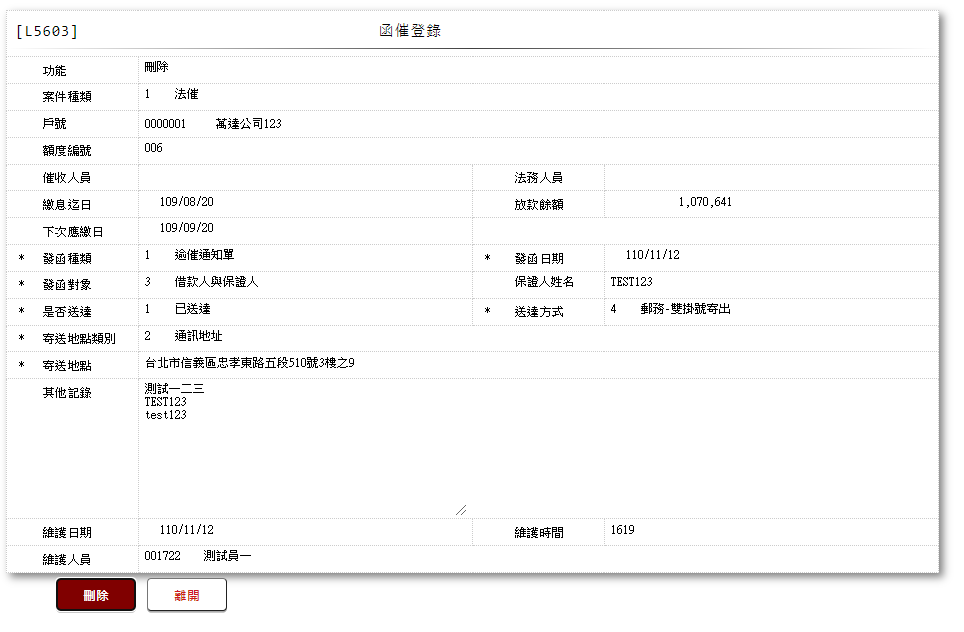 [L5603] 函催登錄
功能 刪除
案件種類 1 法催
戶號 0000001 萬達公司123
額度編號 006
催收人員 法務人員
繳息迄日 109/08/20 放款餘額 1,070,641
下次應繳日 109/09/20
* 發函種類 1 逾催通知單 * 發函日期 110/11/12
* 發函對象 3 借款人與保證人 保證人姓名 TEST123
* 是否送達 1 已送達 * 送達方式 4 郵務-雙掛號寄出
* 寄送地點類別 2 通訊地址
* 寄送地點 台北市信義區忠孝東路五段510號3樓之9
其他記錄 測試一二三
TEST123
test123
維護日期 110/11/12 維護時間 1619
維護人員 001722 測試員一
刪除 離開